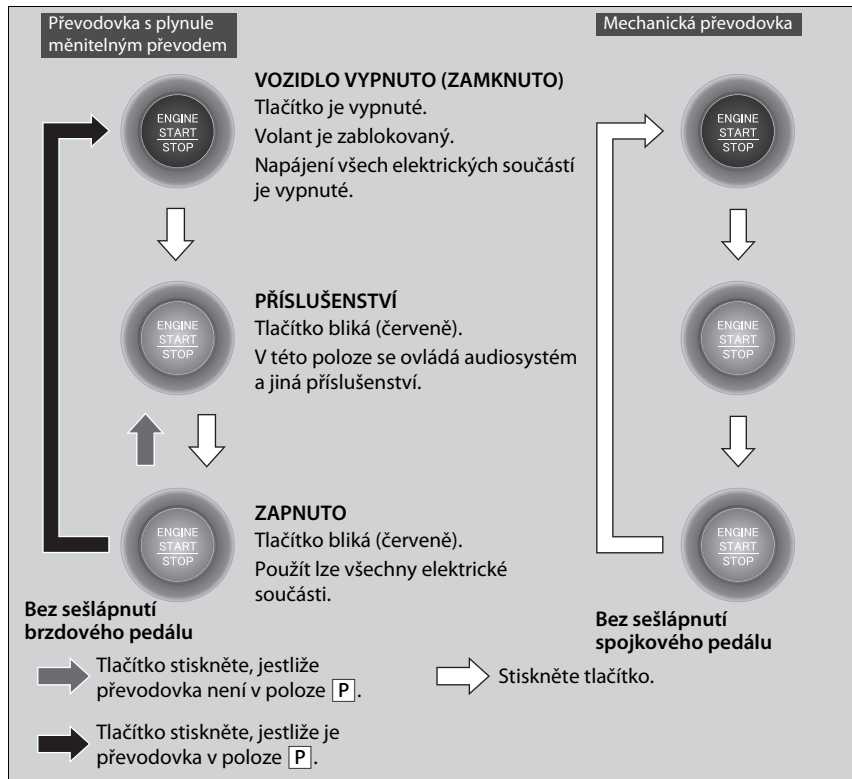 Převodovka s plynule
měnitelným převodem
Mechanická převodovka
ENGINE
START
STOP
VOZIDLO VYPNUTO (ZAMKNUTO)
Tlačítko je vypnuté.
Volant je zablokovaný.
Napájení všech elektrických součástí
je vypnuté.
ENGINE
START
STOP
ENGINE
START
STOP
PŘÍSLUŠENSTVÍ
Tlačítko bliká (červeně).
V této poloze se ovládá audiosystém
a jiná příslušenství.
ENGINE
START
STOP
ENGINE
START
STOP
ZAPNUTO
Tlačítko bliká (červeně).
Použít lze všechny elektrické
součásti.
ENGINE
START
STOP
Bez sešlápnutí
brzdového pedálu
Bez sešlápnutí
spojkového pedálu
Tlačítko stiskněte, jestliže
převodovka není v poloze P.
Stiskněte tlačítko.
Tlačítko stiskněte, jestliže je
převodovka v poloze P.